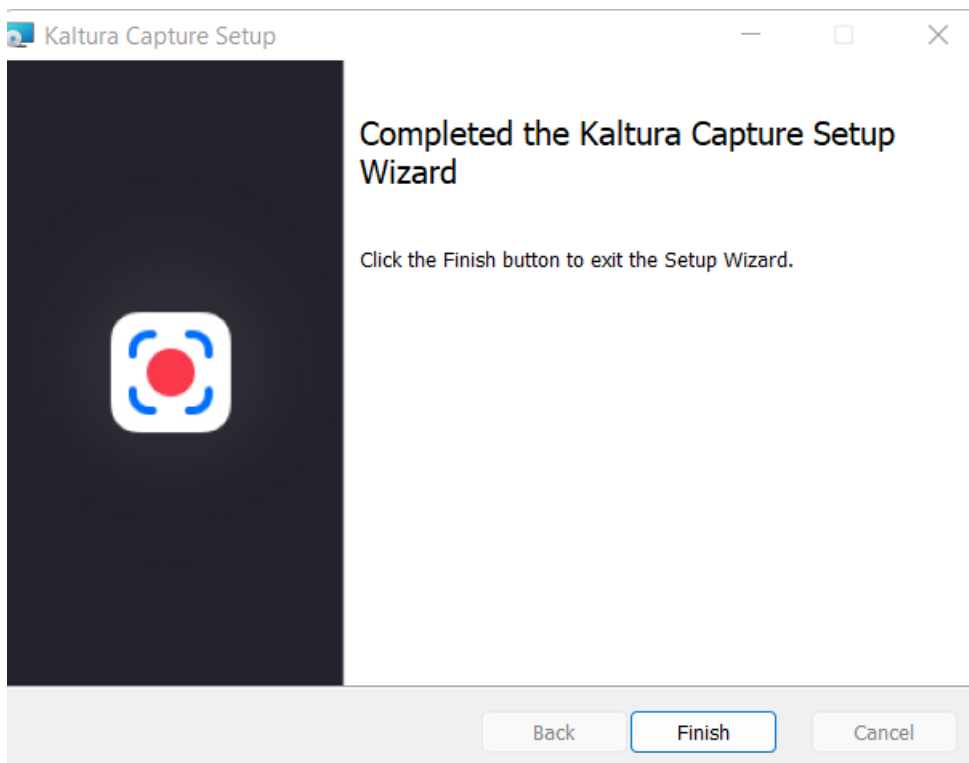 Kaltura Capture Setup
Completed the Kaltura Capture Setup
Wizard
Click the Finish button to exit the Setup Wizard.
Back Finish Cancel